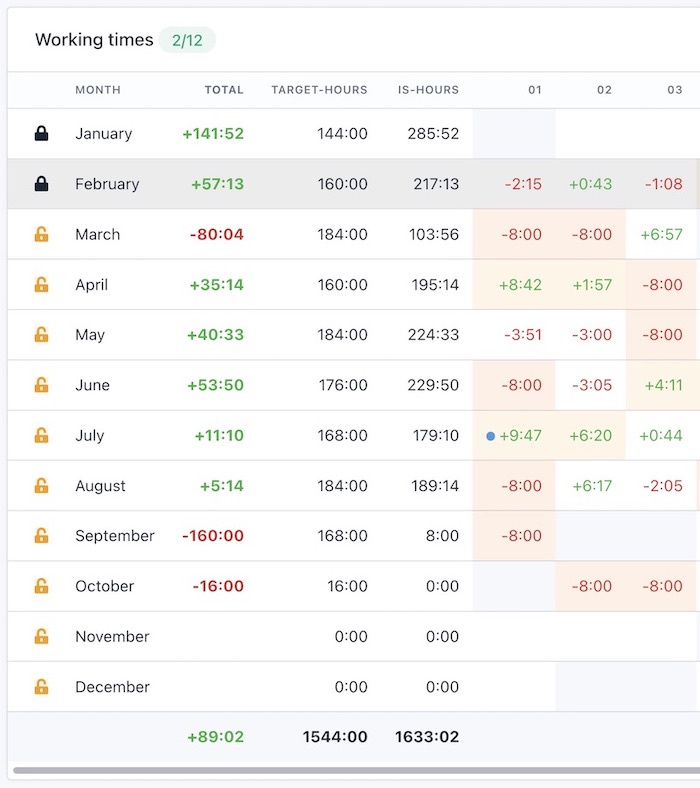 Working times 2/12
MONTH TOTAL TARGET-HOURS IS-HOURS 01 02 03
January +141:52 144:00 285:52
February +57:13 160:00 217:13 -2:15 +0:43 -1:08
March -80:04 184:00 103:56 -8:00 -8:00 +6:57
April +35:14 160:00 195:14 +8:42 +1:57 -8:00
May +40:33 184:00 224:33 -3:51 -3:00 -8:00
June +53:50 176:00 229:50 -8:00 -3:05 +4:11
July +11:10 168:00 179:10 +9:47 +6:20 +0:44
August +5:14 184:00 189:14 -8:00 +6:17 -2:05
September -160:00 168:00 8:00 -8:00
October -16:00 16:00 0:00 -8:00 -8:00
November 0:00 0:00
December 0:00 0:00
+89:02 1544:00 1633:02